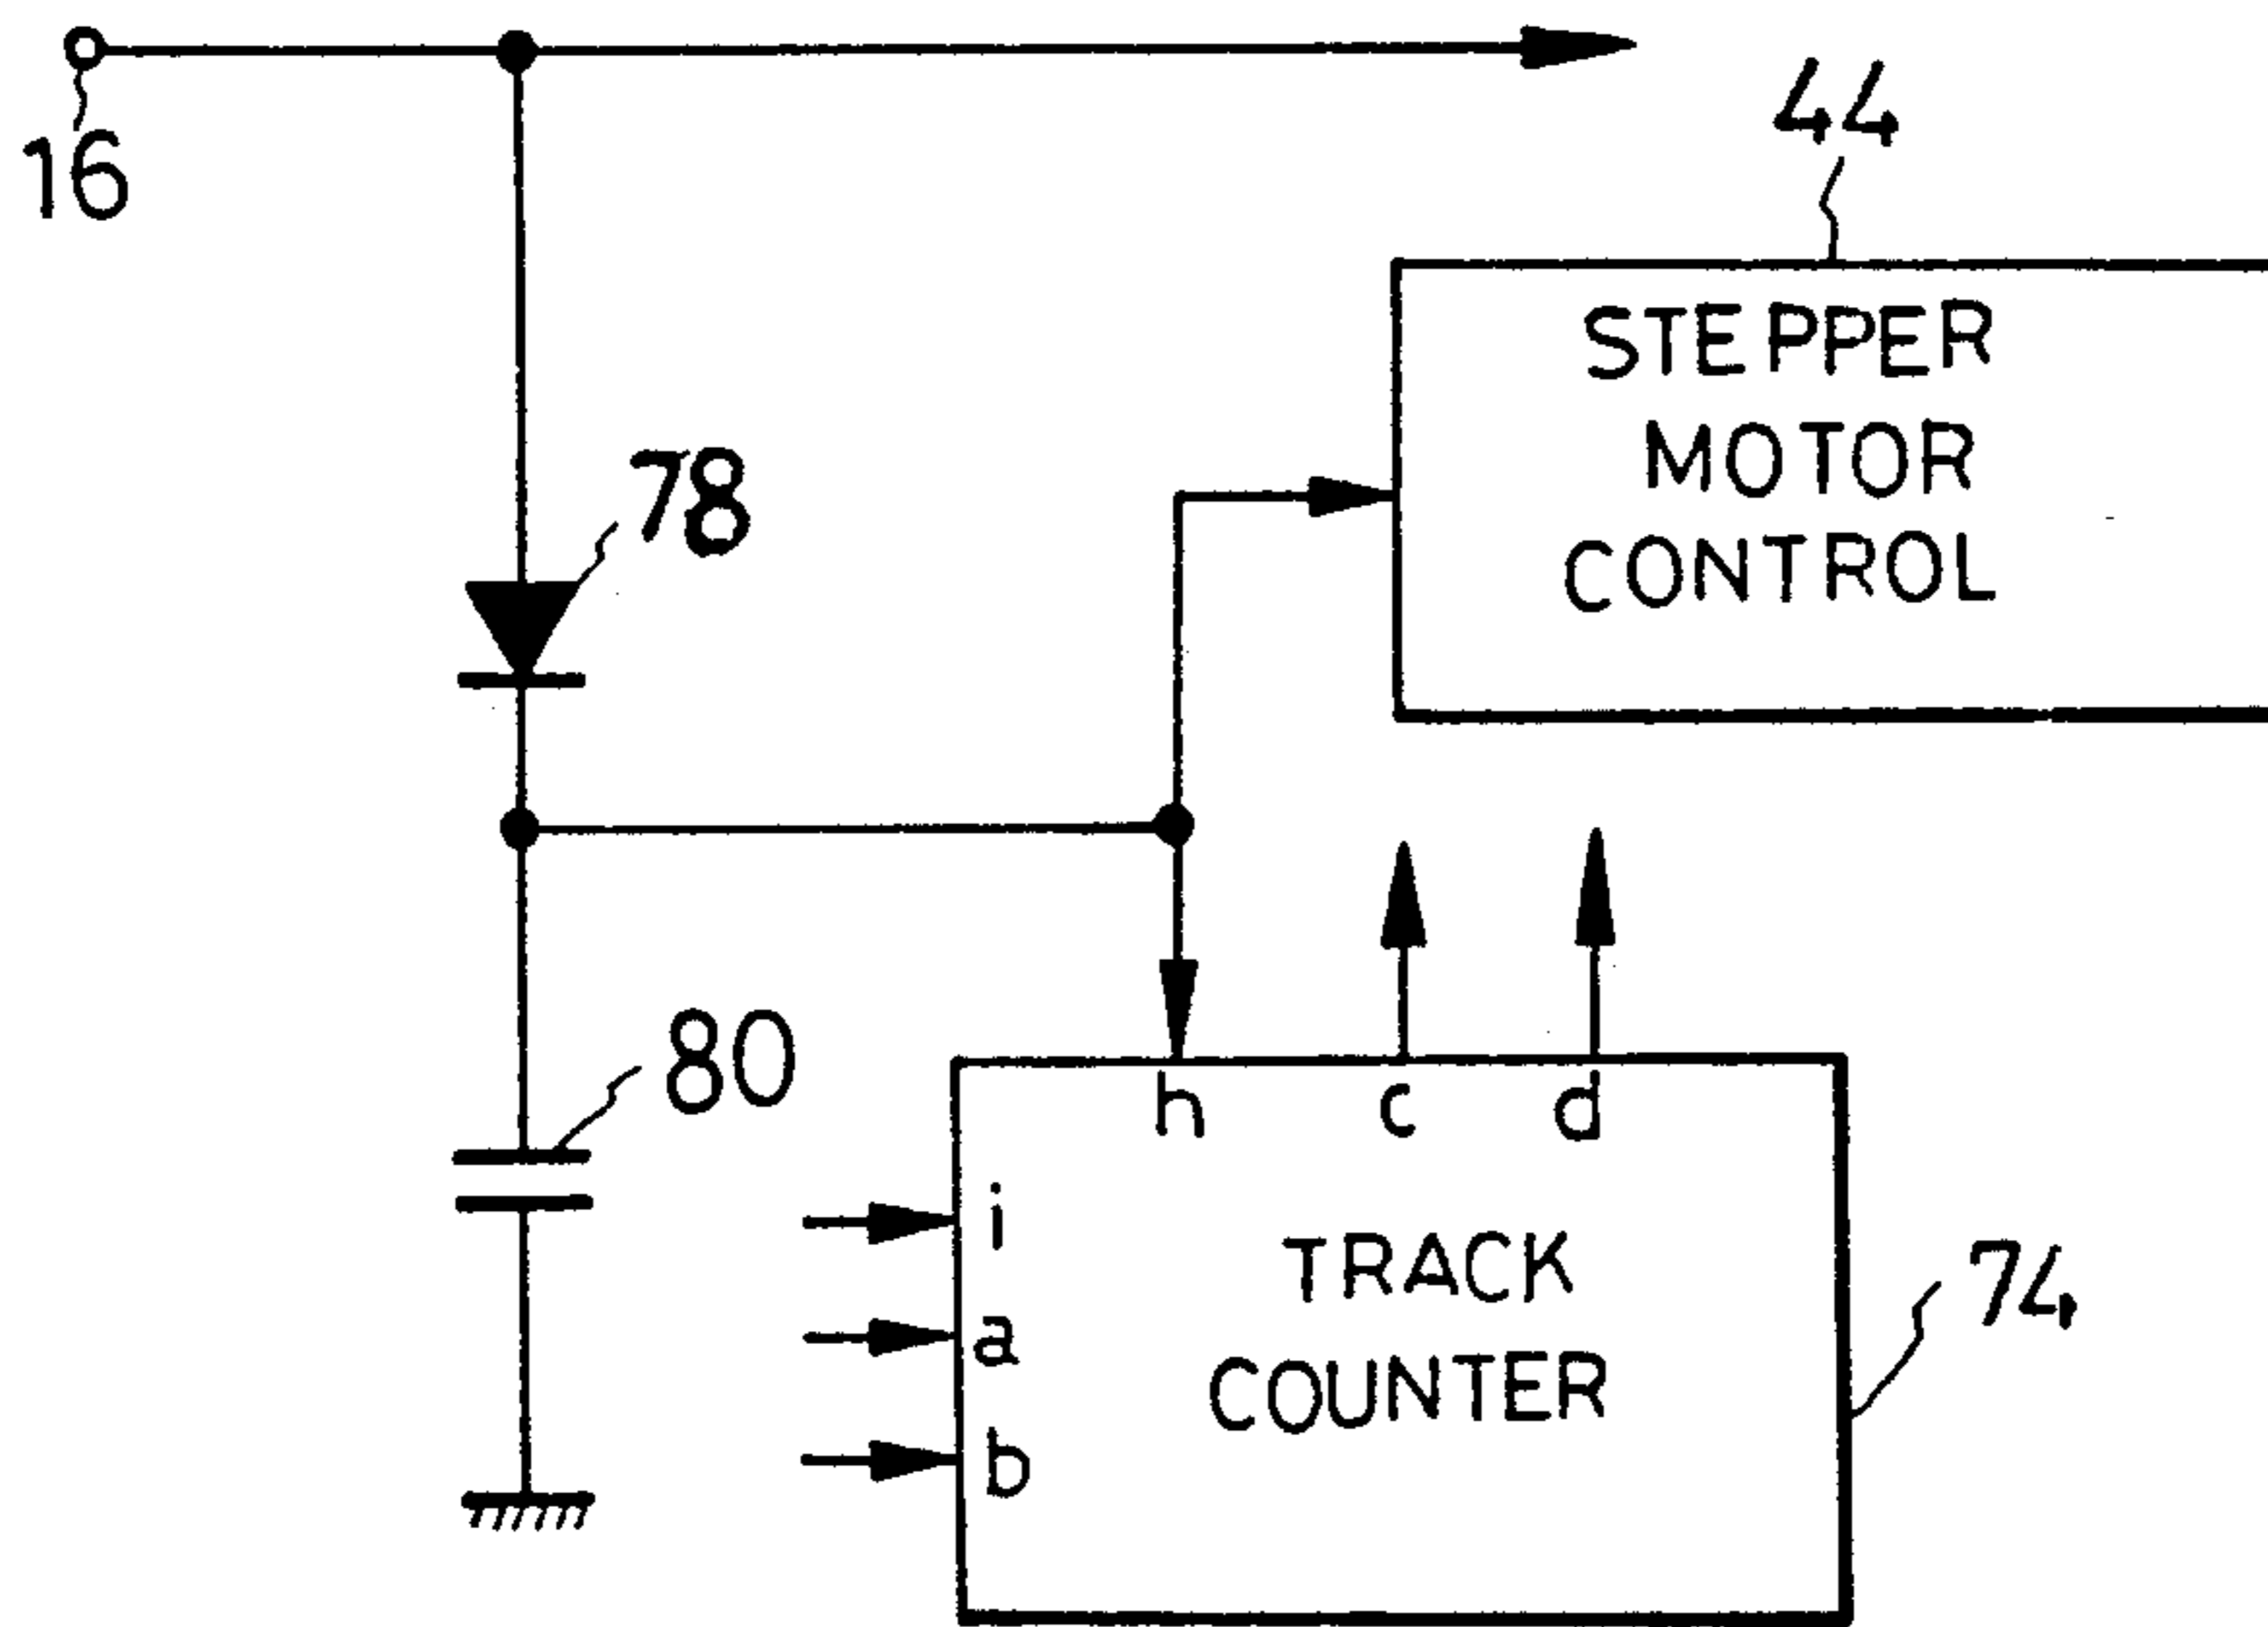 16
44
STEPPER
MOTOR
CONTROL
78
80
h c d
i
a
b
TRACK
COUNTER
74